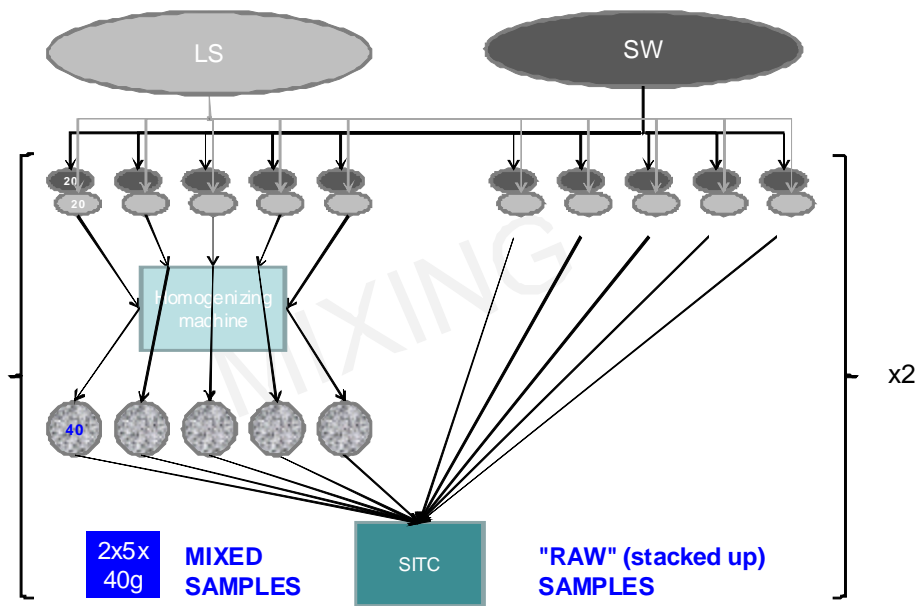 LS
SW
20
20
Homogenizing
machine
MIXING
x2
40
2x5x
40g
MIXED
SAMPLES
SITC
"RAW" (stacked up)
SAMPLES